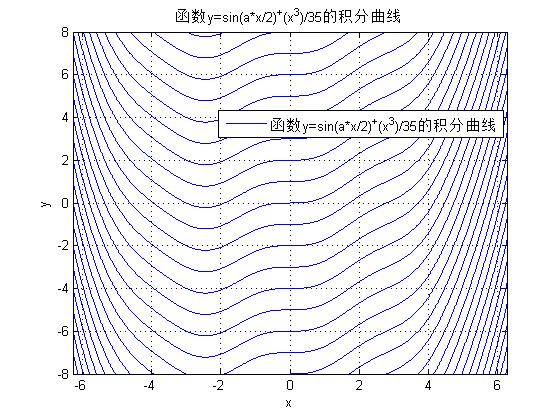 函数y=sin(a*x/2)⁺(x³)/35的积分曲线
8
6
4
函数y=sin(a*x/2)⁺(x³)/35的积分曲线
2
y
0
-2
-4
-6
-8
-6 -4 -2 0 2 4 6
x